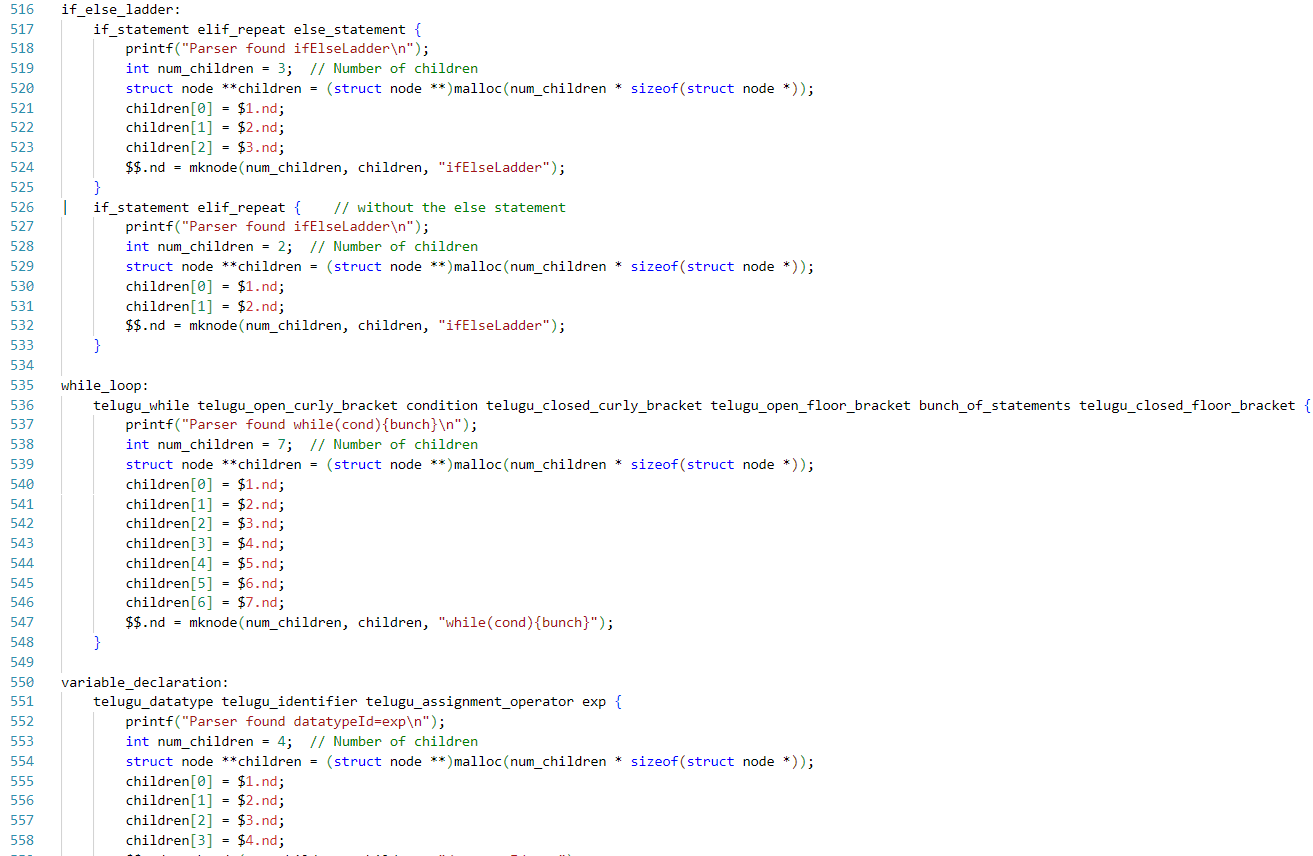 516 if_else_ladder:
517 if_statement elif_repeat else_statement {
518 printf("Parser found ifElseLadder\n");
519 int num_children = 3; // Number of children
520 struct node **children = (struct node **)malloc(num_children * sizeof(struct node *));
521 children[0] = $1.nd;
522 children[1] = $2.nd;
523 children[2] = $3.nd;
524 $$.nd = mknode(num_children, children, "ifElseLadder");
525 }
526 | if_statement elif_repeat { // without the else statement
527 printf("Parser found ifElseLadder\n");
528 int num_children = 2; // Number of children
529 struct node **children = (struct node **)malloc(num_children * sizeof(struct node *));
530 children[0] = $1.nd;
531 children[1] = $2.nd;
532 $$.nd = mknode(num_children, children, "ifElseLadder");
533 }
534
535 while_loop:
536 telugu_while telugu_open_curly_bracket condition telugu_closed_curly_bracket telugu_open_floor_bracket bunch_of_statements telugu_closed_floor_bracket {
537 printf("Parser found while(cond){bunch}\n");
538 int num_children = 7; // Number of children
539 struct node **children = (struct node **)malloc(num_children * sizeof(struct node *));
540 children[0] = $1.nd;
541 children[1] = $2.nd;
542 children[2] = $3.nd;
543 children[3] = $4.nd;
544 children[4] = $5.nd;
545 children[5] = $6.nd;
546 children[6] = $7.nd;
547 $$.nd = mknode(num_children, children, "while(cond){bunch}");
548 }
549
550 variable_declaration:
551 telugu_datatype telugu_identifier telugu_assignment_operator exp {
552 printf("Parser found datatypeId=exp\n");
553 int num_children = 4; // Number of children
554 struct node **children = (struct node **)malloc(num_children * sizeof(struct node *));
555 children[0] = $1.nd;
556 children[1] = $2.nd;
557 children[2] = $3.nd;
558 children[3] = $4.nd;